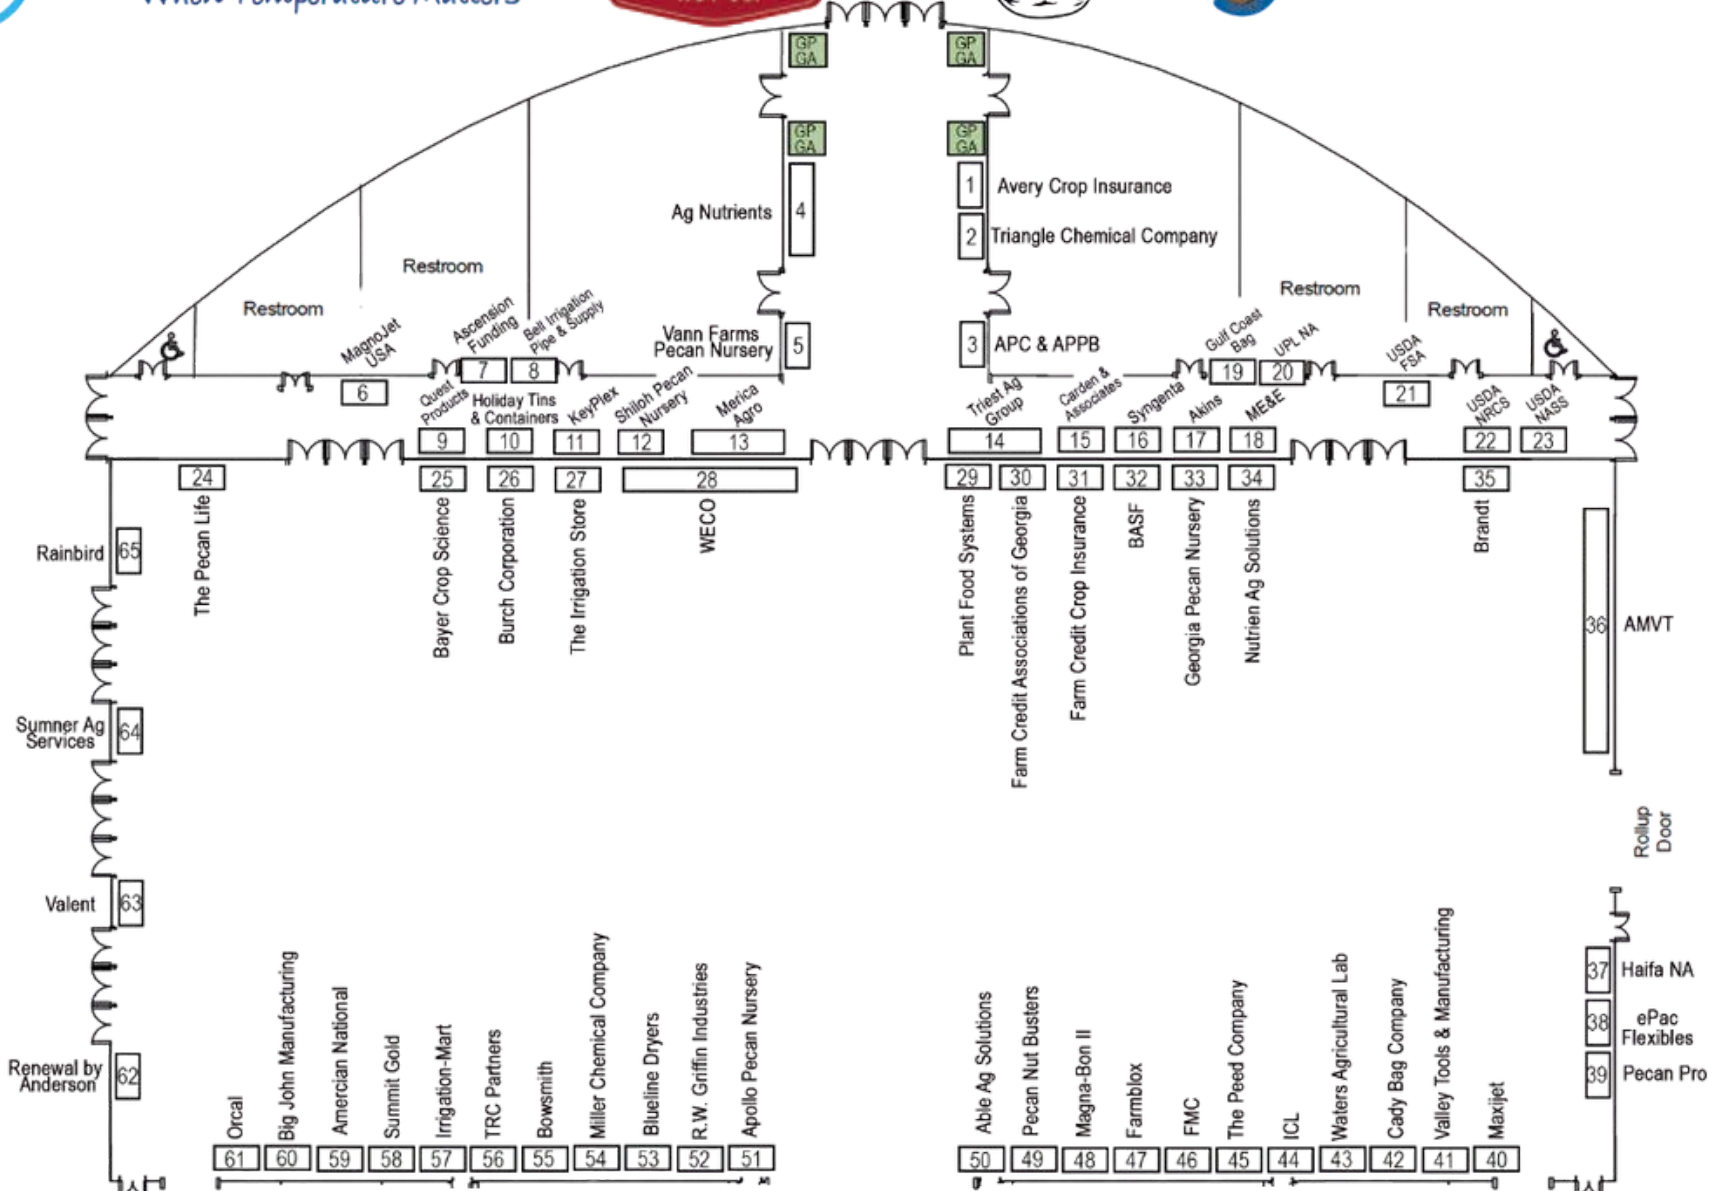 When Temperature Matters
GP
GA
GP
GA
GP
GA
GP
GA
1 Avery Crop Insurance
Ag Nutrients 4
2 Triangle Chemical Company
Restroom
Restroom
Restroom
Restroom
Vann Farms
Pecan Nursery 5
3 APC & APPB
MagnoJet
USA
6
Ascension
Funding
7
Bell Irrigation
Pipe & Supply
8
Gulf Coast
Bag
19
UPL NA
20
USDA
FSA
21
Quest
Products
9
Holiday Tins
& Containers
10
KeyPlex
11
Shiloh Pecan
Nursery
12
Merica
Agro
13
Triest Ag
Group
14
Carden &
Associates
15
Syngenta
16
Akins
17
ME&E
18
USDA
NRCS
22
USDA
NASS
23
24
The Pecan Life
25
Bayer Crop Science
26
Burch Corporation
27
The Irrigation Store
28
WECO
29
Plant Food Systems
30
Farm Credit Associations of Georgia
31
Farm Credit Crop Insurance
32
BASF
33
Georgia Pecan Nursery
34
Nutrien Ag Solutions
35
Brandt
Rainbird 65
36 AMVT
Sumner Ag
Services 64
Rollup
Door
Valent 63
37 Haifa NA
38 ePac
Flexibles
Renewal by
Anderson 62
39 Pecan Pro
Orcal
61
Big John Manufacturing
60
Amercian National
59
Summit Gold
58
Irrigation-Mart
57
TRC Partners
56
Bowsmith
55
Miller Chemical Company
54
Blueline Dryers
53
R.W. Griffin Industries
52
Apollo Pecan Nursery
51
Able Ag Solutions
50
Pecan Nut Busters
49
Magna-Bon II
48
Farmblox
47
FMC
46
The Peed Company
45
ICL
44
Waters Agricultural Lab
43
Cady Bag Company
42
Valley Tools & Manufacturing
41
Maxijet
40